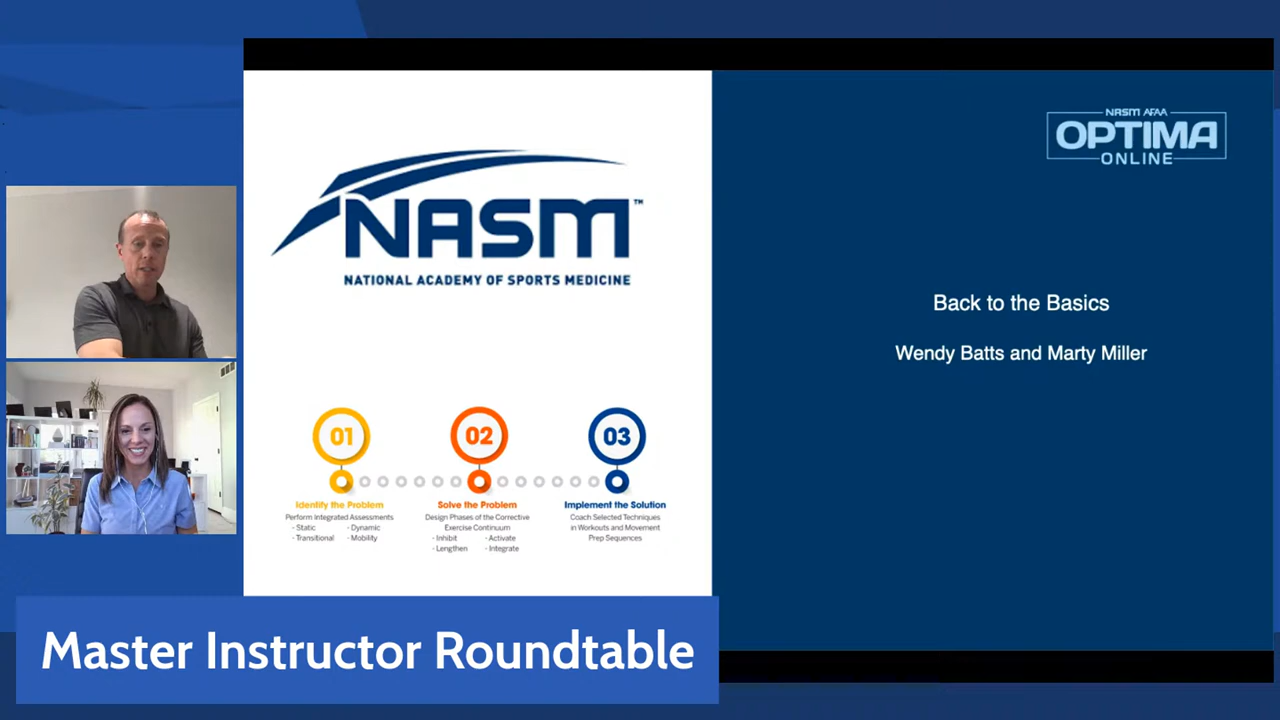 NASM™
NATIONAL ACADEMY OF SPORTS MEDICINE
NASM AFAA
OPTIMA
ONLINE
Back to the Basics
Wendy Batts and Marty Miller
01
Identify the Problem
Perform Integrated Assessments
- Static - Dynamic
- Transitional - Mobility
02
Solve the Problem
Design Phases of the Corrective
Exercise Continuum
- Inhibit - Activate
- Lengthen - Integrate
03
Implement the Solution
Coach Selected Techniques
in Workouts and Movement
Prep Sequences
Master Instructor Roundtable